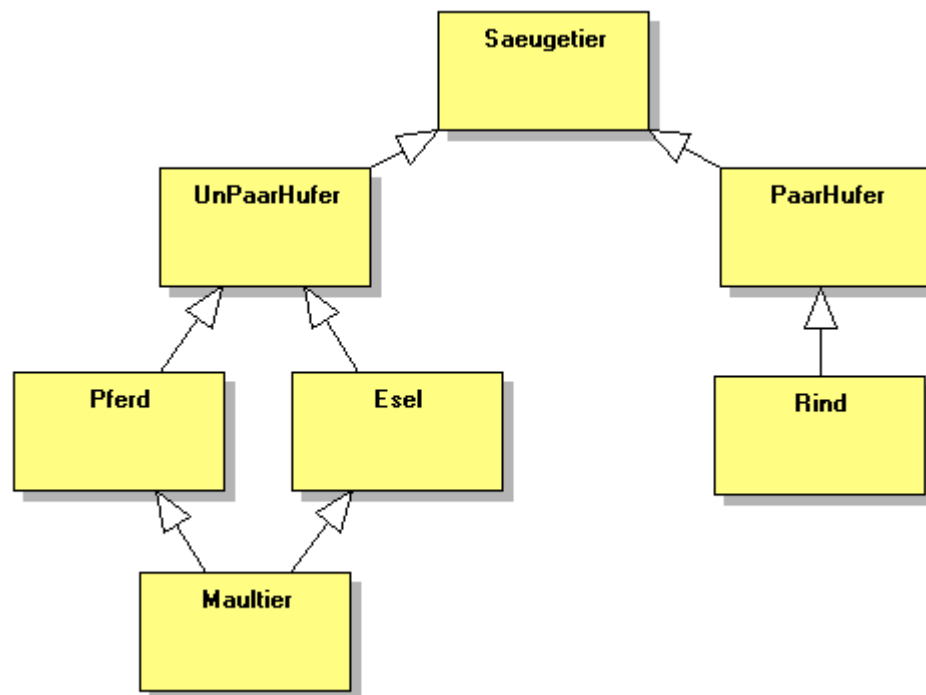 Saeugetier
UnPaarHufer
PaarHufer
Pferd
Esel
Rind
Maultier